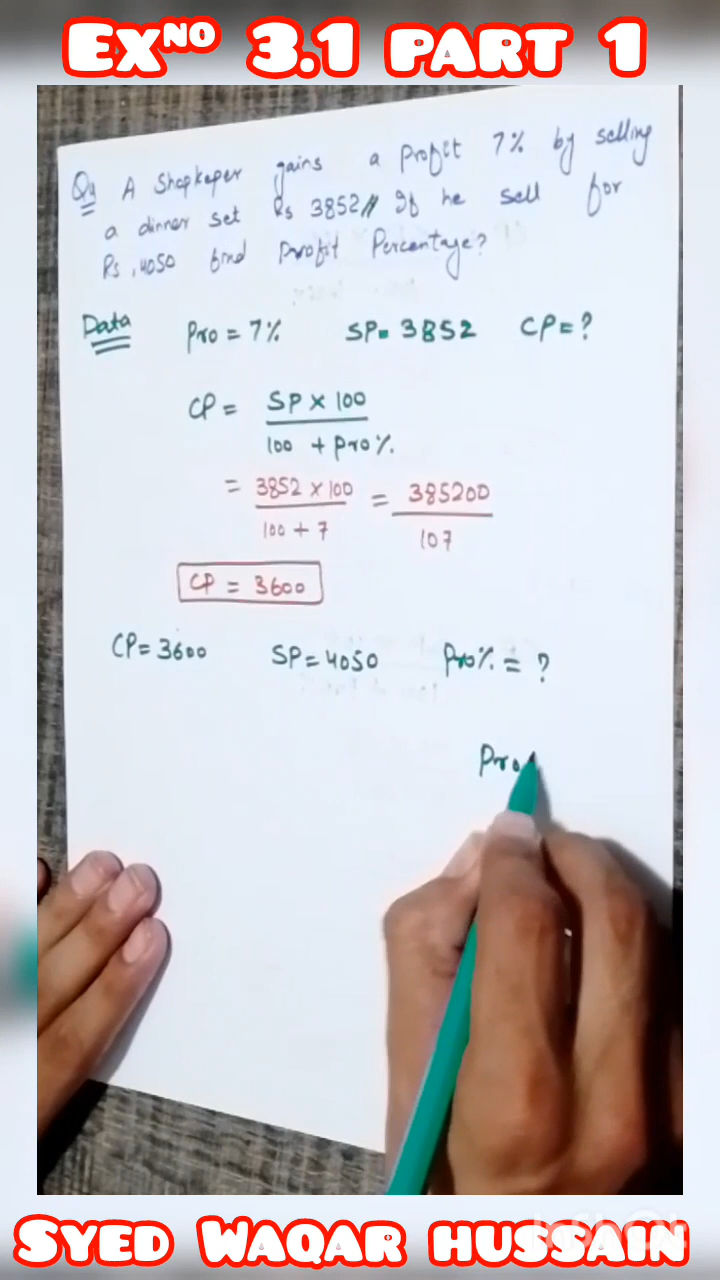 Exᴺᴼ 3.1 PART 1
Q4 A Shopkeper gains a Profit 7% by selling
a dinner set Rs 3852// If he sell for
Rs ,4050 find Profit Percentage?
Data Pro = 7% SP= 3852 CP=?
CP = SP × 100
100 + Pro%.
= 3852 × 100 = 385200
100 + 7 107
CP = 3600
CP = 3600 SP = 4050 Pro% = ?
Pro
SYED WAQAR HUSSAIN